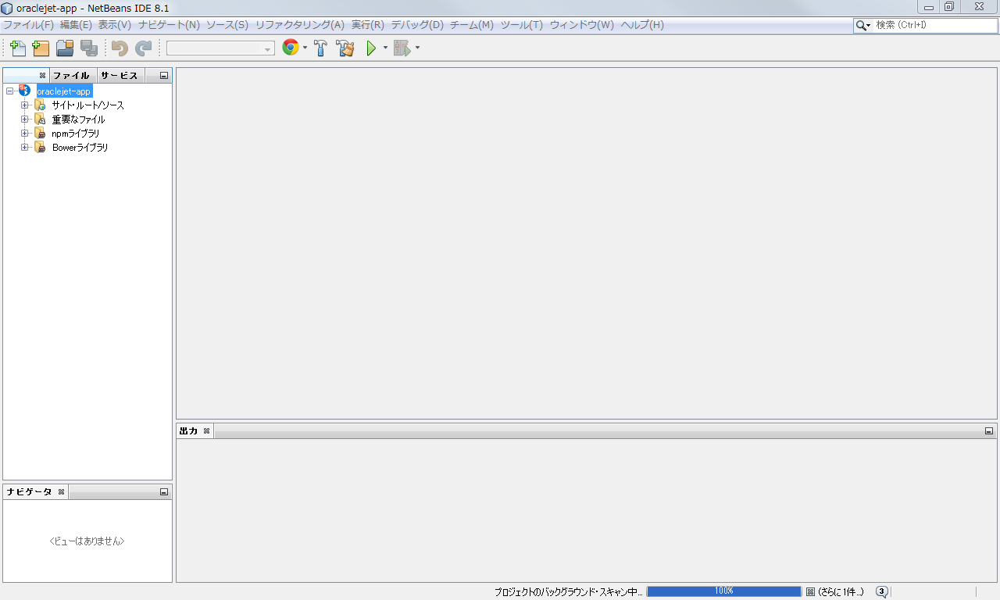 oraclejet-app - NetBeans IDE 8.1
ファイル(F) 編集(E) 表示(V) ナビゲート(N) ソース(S) リファクタリング(A) 実行(R) デバッグ(D) チーム(M) ツール(T) ウィンドウ(W) ヘルプ(H) 検索 (Ctrl+I)
ファイル サービス
oraclejet-app
サイト・ルート/ソース
重要なファイル
npmライブラリ
Bowerライブラリ
出力
ナビゲータ
<ビューはありません>
プロジェクトのバックグラウンド・スキャン中... 100% (さらに1件...) 3